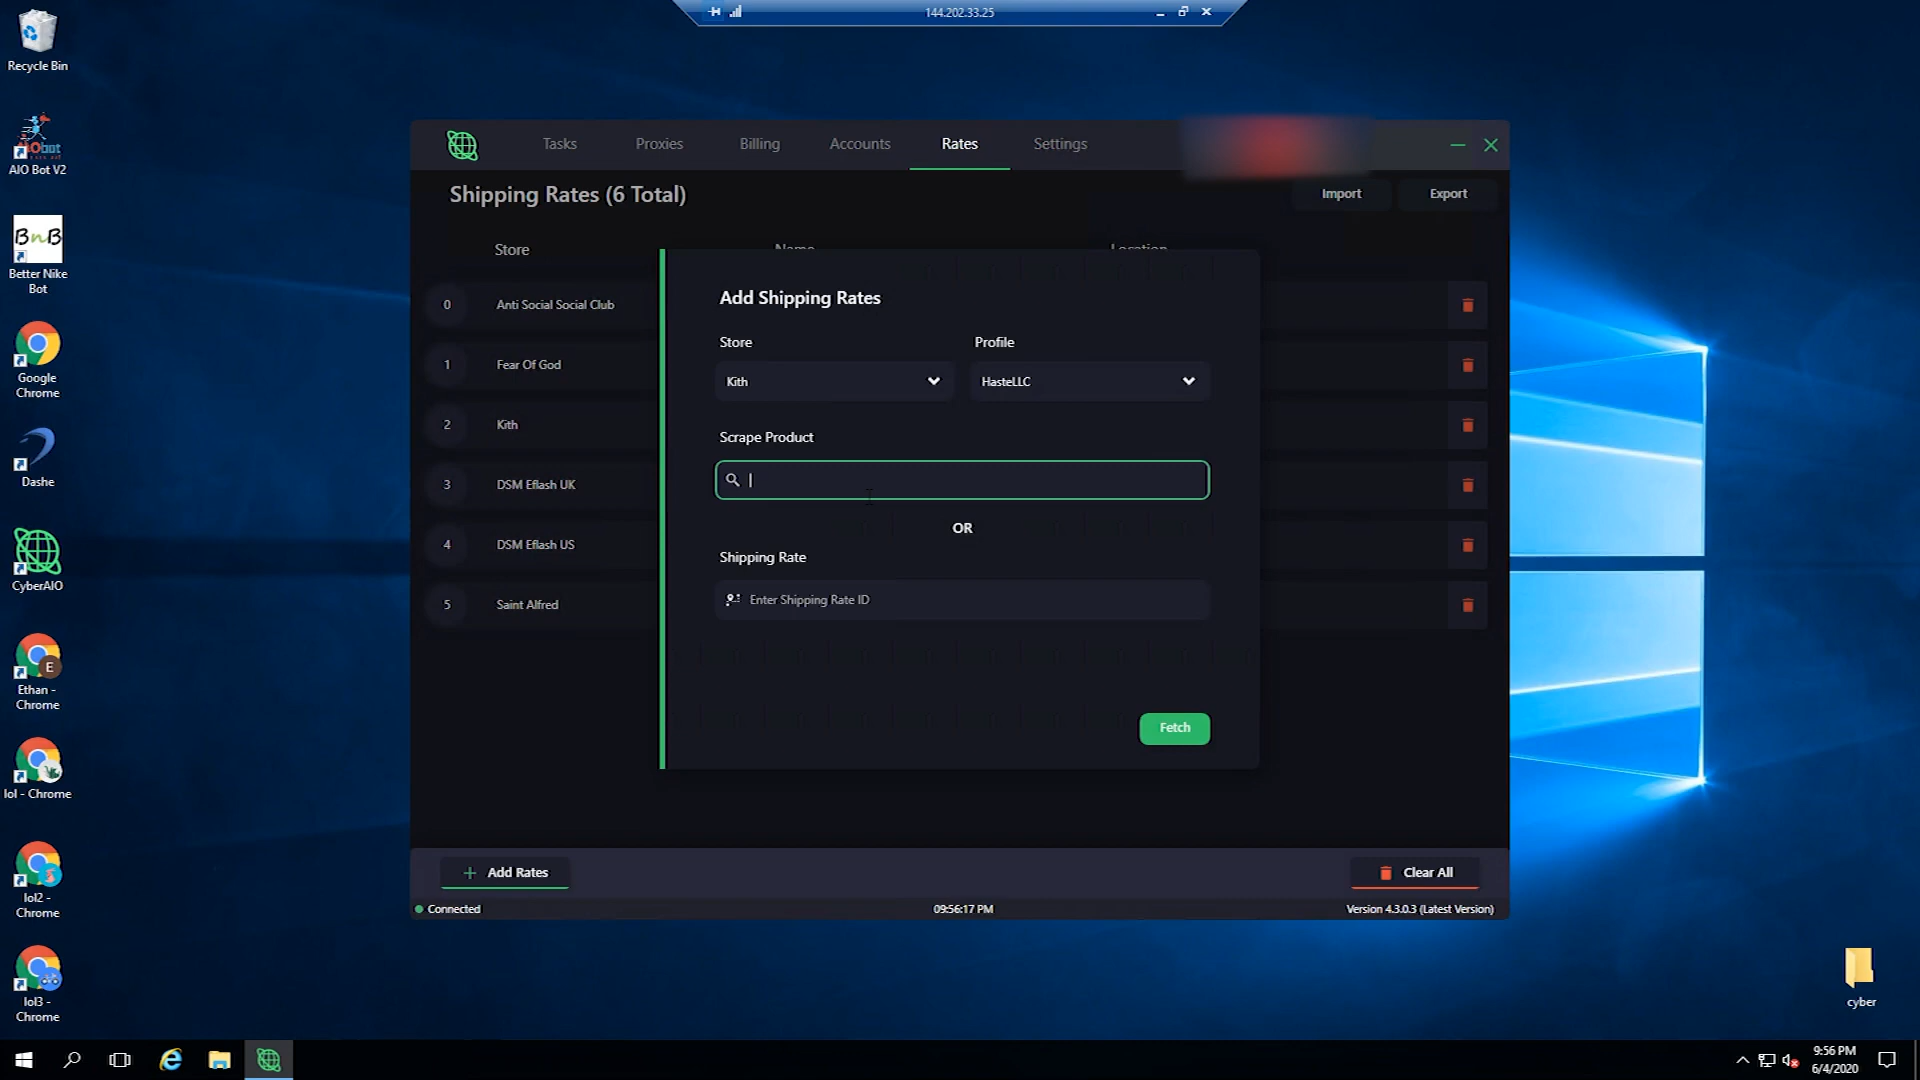 144.202.33.25
Recycle Bin
AIO Bot V2
BnB
Better Nike
Bot
Google
Chrome
Dashe
CyberAIO
E
Ethan -
Chrome
lol - Chrome
lol2 -
Chrome
lol3 -
Chrome
Tasks
Proxies
Billing
Accounts
Rates
Settings
Shipping Rates (6 Total)
Import
Export
Store
Name
Location
0 Anti Social Social Club
1 Fear Of God
2 Kith
3 DSM Eflash UK
4 DSM Eflash US
5 Saint Alfred
Add Shipping Rates
Store
Profile
Kith
HasteLLC
Scrape Product
OR
Shipping Rate
Enter Shipping Rate ID
Fetch
Add Rates
Clear All
Connected
09:56:17 PM
Version 4.3.0.3 (Latest Version)
cyber
9:56 PM
6/4/2020